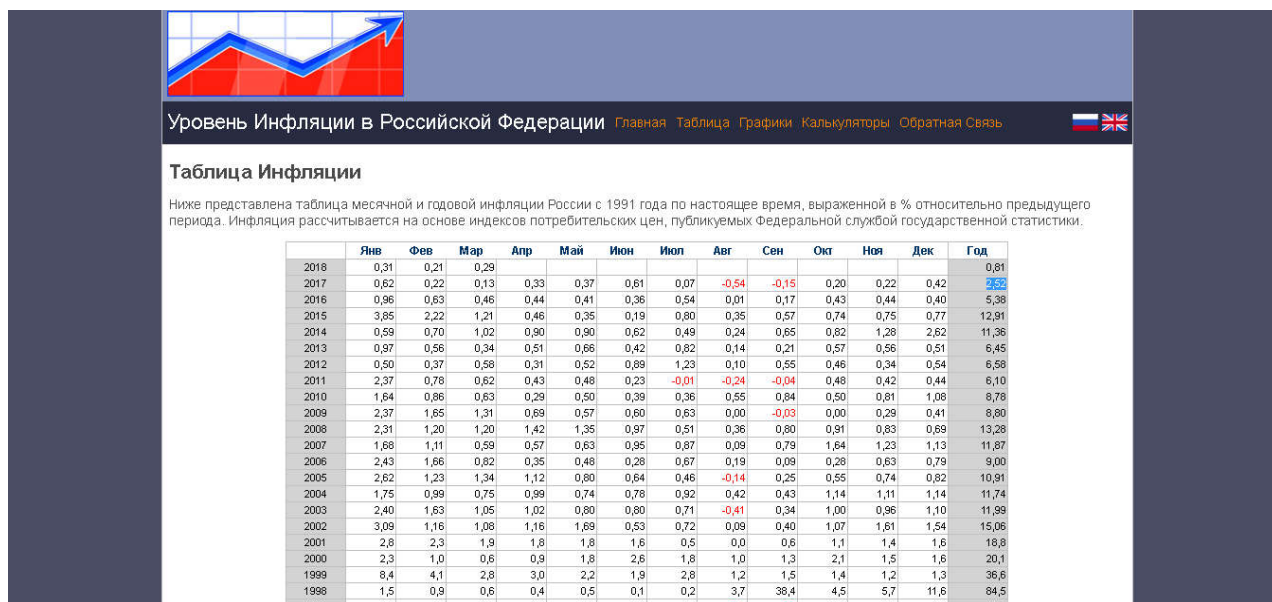 Уровень Инфляции в Российской Федерации Главная Таблица Графики Калькуляторы Обратная Связь
Таблица Инфляции
Ниже представлена таблица месячной и годовой инфляции России с 1991 года по настоящее время, выраженной в % относительно предыдущего
периода. Инфляция рассчитывается на основе индексов потребительских цен, публикуемых Федеральной службой государственной статистики.
Янв Фев Мар Апр Май Июн Июл Авг Сен Окт Ноя Дек Год
2018 0,31 0,21 0,29 0,81
2017 0,62 0,22 0,13 0,33 0,37 0,61 0,07 -0,54 -0,15 0,20 0,22 0,42 2,52
2016 0,96 0,63 0,46 0,44 0,41 0,36 0,54 0,01 0,17 0,43 0,44 0,40 5,38
2015 3,85 2,22 1,21 0,46 0,35 0,19 0,80 0,35 0,57 0,74 0,75 0,77 12,91
2014 0,59 0,70 1,02 0,90 0,90 0,62 0,49 0,24 0,65 0,82 1,28 2,62 11,36
2013 0,97 0,56 0,34 0,51 0,66 0,42 0,82 0,14 0,21 0,57 0,56 0,51 6,45
2012 0,50 0,37 0,58 0,31 0,52 0,89 1,23 0,10 0,55 0,46 0,34 0,54 6,58
2011 2,37 0,78 0,62 0,43 0,48 0,23 -0,01 -0,24 -0,04 0,48 0,42 0,44 6,10
2010 1,64 0,86 0,63 0,29 0,50 0,39 0,36 0,55 0,84 0,50 0,81 1,08 8,78
2009 2,37 1,65 1,31 0,69 0,57 0,60 0,63 0,00 -0,03 0,00 0,29 0,41 8,80
2008 2,31 1,20 1,20 1,42 1,35 0,97 0,51 0,36 0,80 0,91 0,83 0,69 13,28
2007 1,68 1,11 0,59 0,57 0,63 0,95 0,87 0,09 0,79 1,64 1,23 1,13 11,87
2006 2,43 1,66 0,82 0,35 0,48 0,28 0,67 0,19 0,09 0,28 0,63 0,79 9,00
2005 2,62 1,23 1,34 1,12 0,80 0,64 0,46 -0,14 0,25 0,55 0,74 0,82 10,91
2004 1,75 0,99 0,75 0,99 0,74 0,78 0,92 0,42 0,43 1,14 1,11 1,14 11,74
2003 2,40 1,63 1,05 1,02 0,80 0,80 0,71 -0,41 0,34 1,00 0,96 1,10 11,99
2002 3,09 1,16 1,08 1,16 1,69 0,53 0,72 0,09 0,40 1,07 1,61 1,54 15,06
2001 2,8 2,3 1,9 1,8 1,8 1,6 0,5 0,0 0,6 1,1 1,4 1,6 18,8
2000 2,3 1,0 0,6 0,9 1,8 2,6 1,8 1,0 1,3 2,1 1,5 1,6 20,1
1999 8,4 4,1 2,8 3,0 2,2 1,9 2,8 1,2 1,5 1,4 1,2 1,3 36,6
1998 1,5 0,9 0,6 0,4 0,5 0,1 0,2 3,7 38,4 4,5 5,7 11,6 84,5